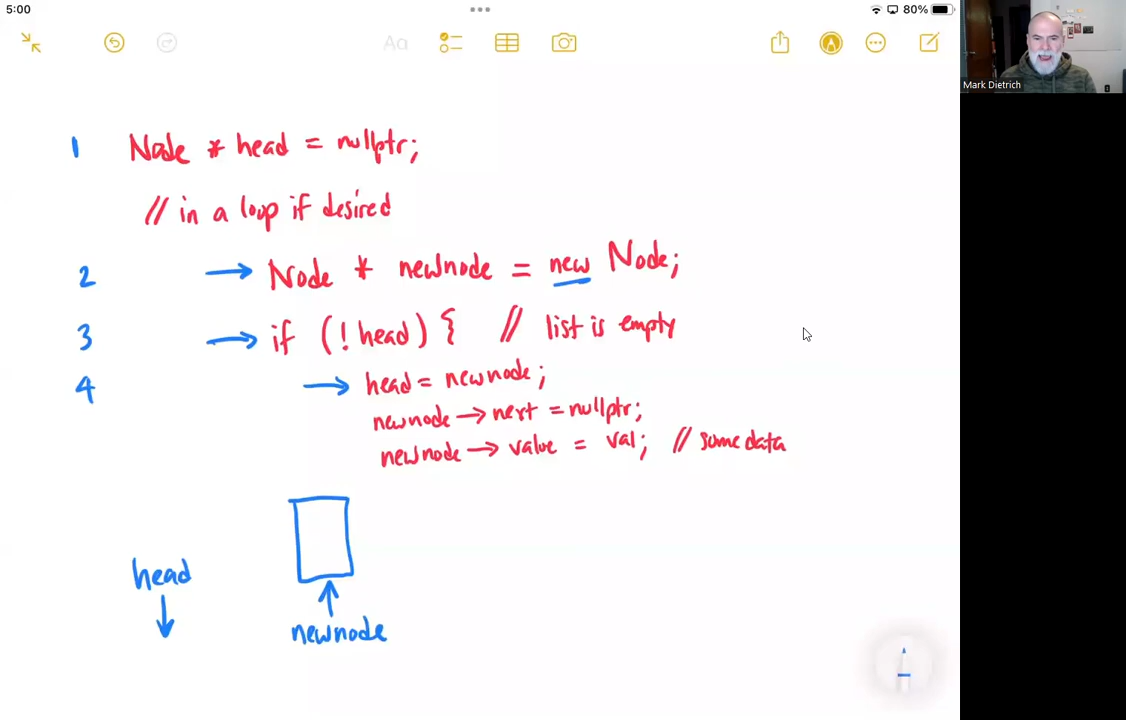 5:00
80%
Aa
Mark Dietrich
1 Node * head = nullptr;
// in a loop if desired
2 → Node * newnode = new Node;
3 → if (!head) { // list is empty
4 → head = newnode;
newnode → next = nullptr;
newnode → value = val; // some data
head
newnode